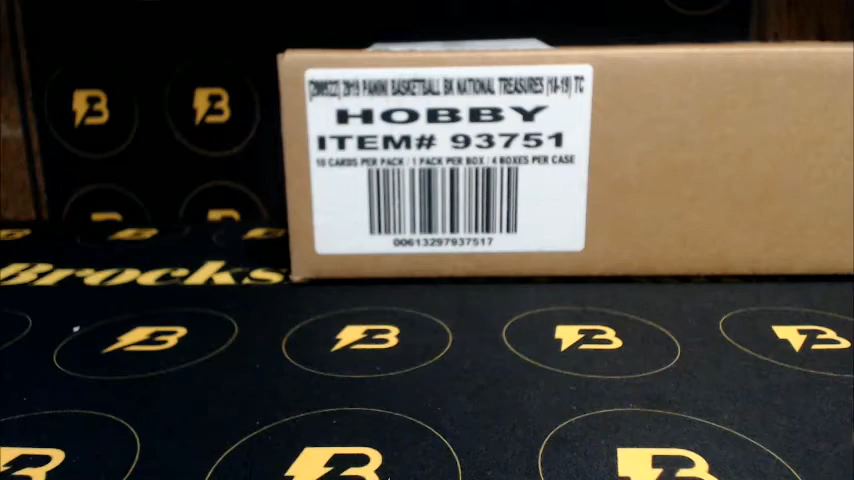 [200522] 2019 PANINI BASKETBALL BK NATIONAL TREASURES (18-19) TC
HOBBY
ITEM# 93751
10 CARDS PER PACK / 1 PACK PER BOX / 4 BOXES PER CASE
00613297937517
Brocks